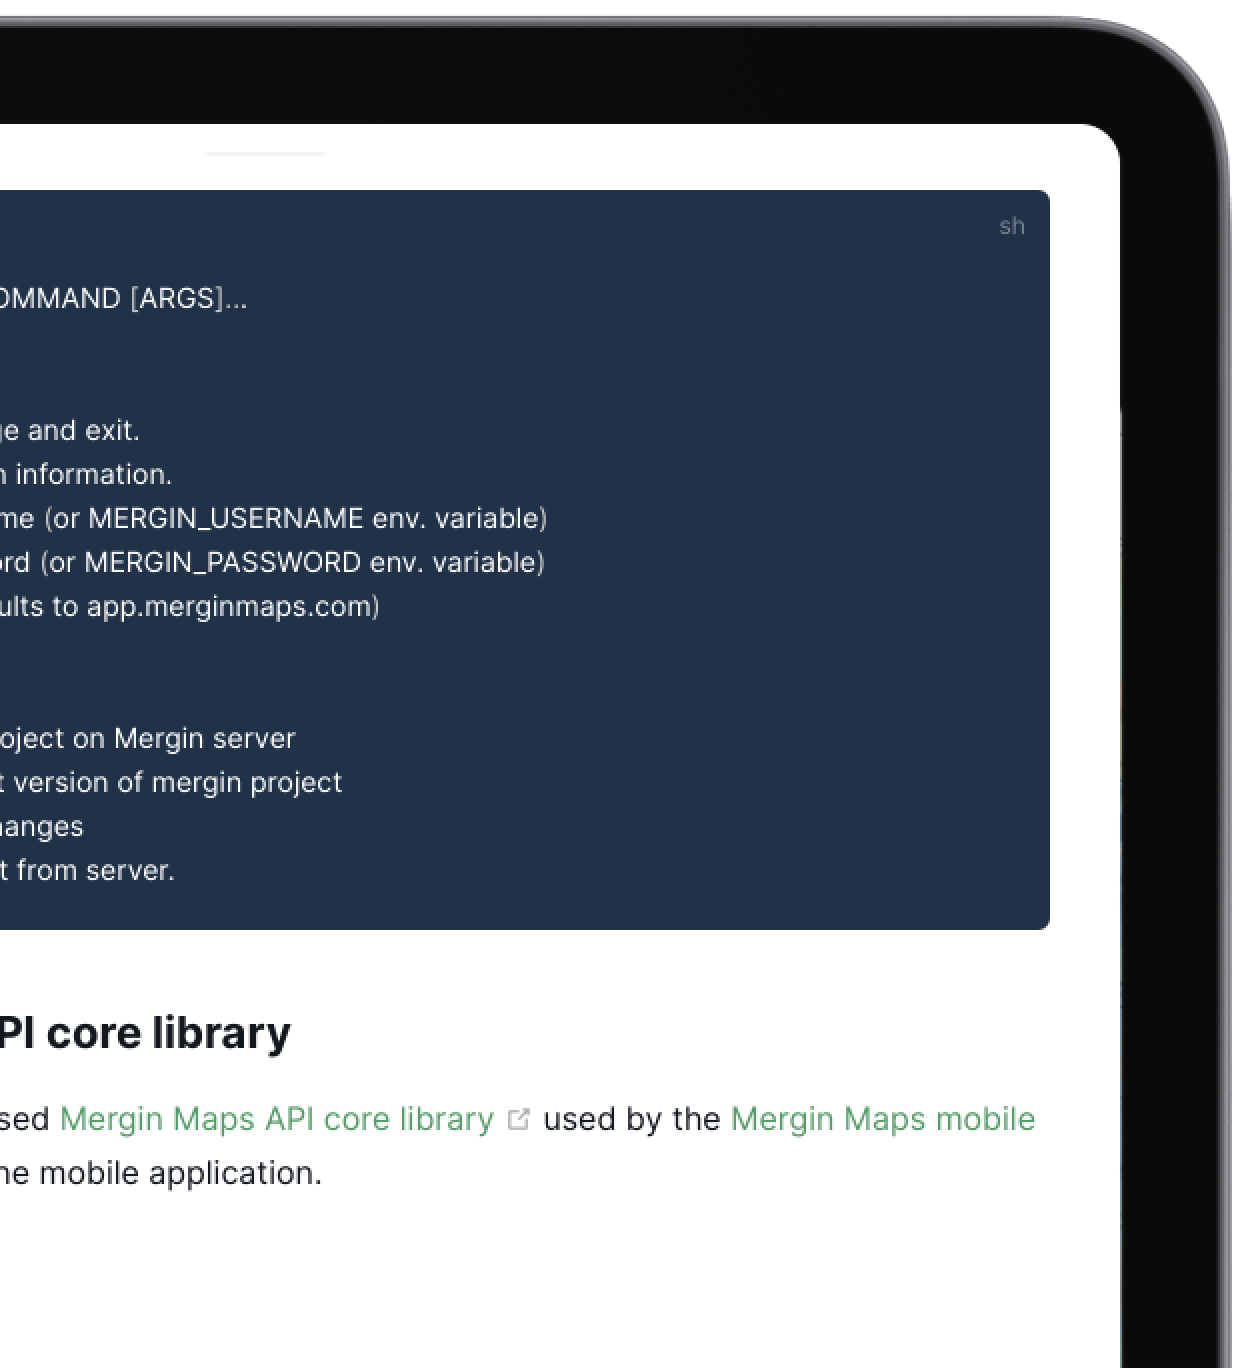 sh
OMMAND [ARGS]...
ge and exit.
n information.
me (or MERGIN_USERNAME env. variable)
ord (or MERGIN_PASSWORD env. variable)
ults to app.merginmaps.com)
oject on Mergin server
t version of mergin project
hanges
t from server.
PI core library
sed Mergin Maps API core library used by the Mergin Maps mobile
he mobile application.